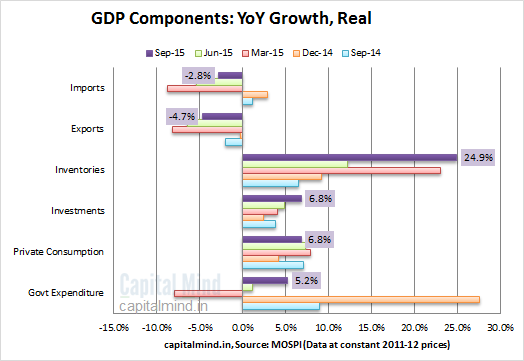 GDP Components: YoY Growth, Real
Sep-15 Jun-15 Mar-15 Dec-14 Sep-14
Imports
-2.8%
Exports
-4.7%
Inventories
24.9%
Investments
6.8%
Private Consumption
6.8%
Govt Expenditure
5.2%
Capital Mind
capitalmind.in
-15.0% -10.0% -5.0% 0.0% 5.0% 10.0% 15.0% 20.0% 25.0% 30.0%
capitalmind.in, Source: MOSPI (Data at constant 2011-12 prices)